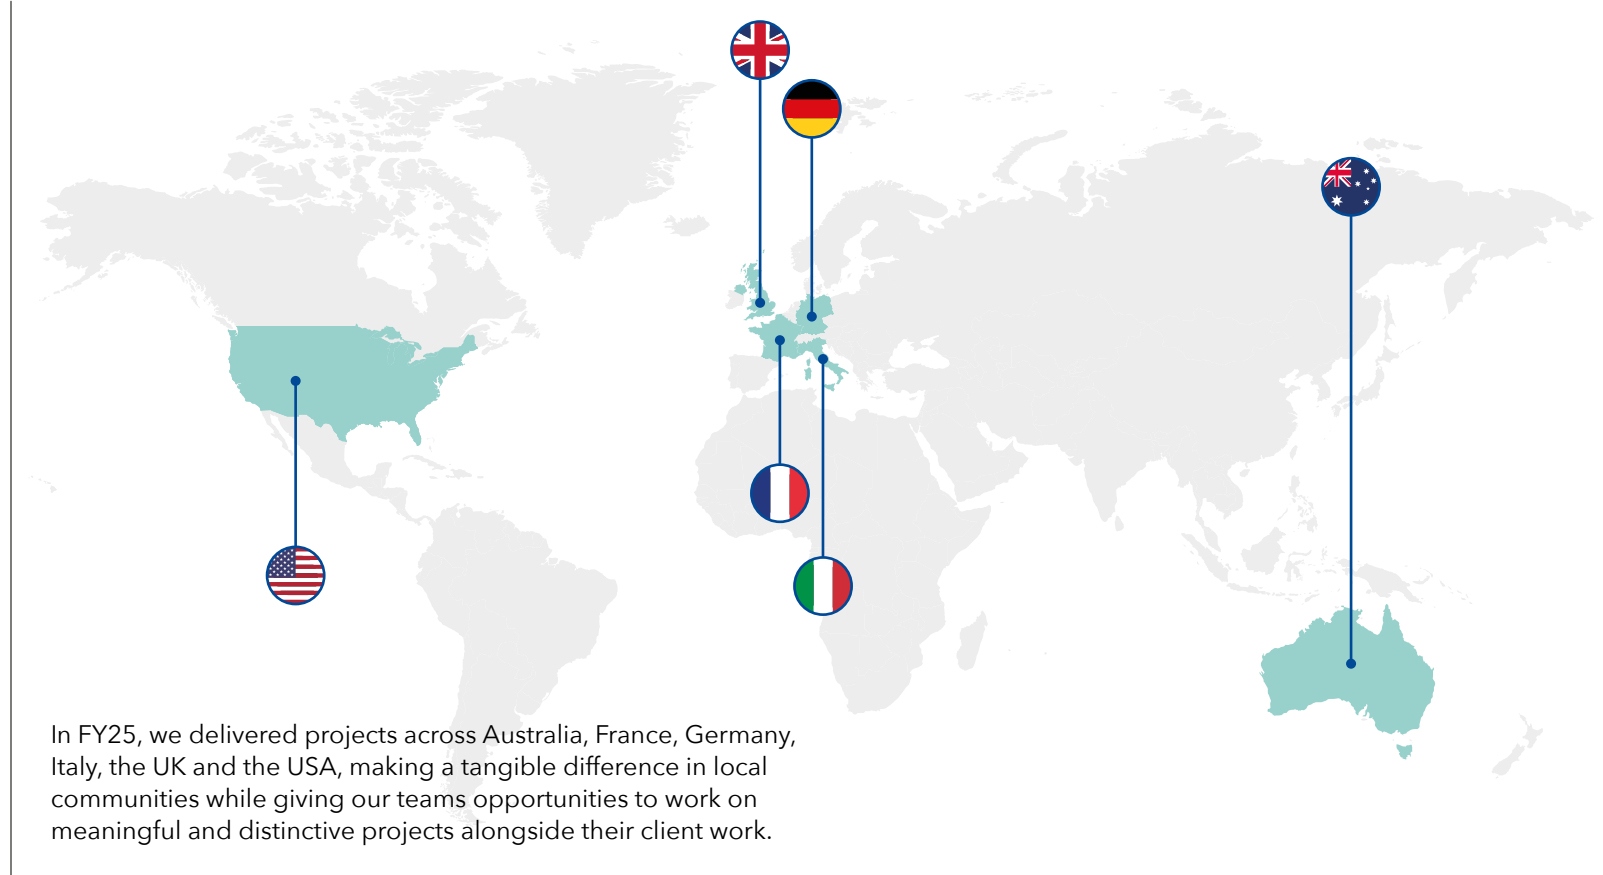 In FY25, we delivered projects across Australia, France, Germany,
Italy, the UK and the USA, making a tangible difference in local
communities while giving our teams opportunities to work on
meaningful and distinctive projects alongside their client work.